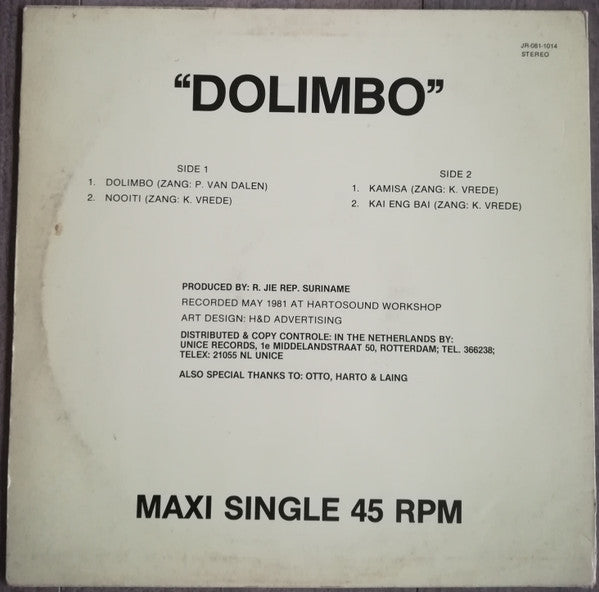 JR-081-1014
STEREO
“DOLIMBO”
SIDE 1
1. DOLIMBO (ZANG: P. VAN DALEN)
2. NOOITI (ZANG: K. VREDE)
SIDE 2
1. KAMISA (ZANG: K. VREDE)
2. KAI ENG BAI (ZANG: K. VREDE)
PRODUCED BY: R. JIE REP. SURINAME
RECORDED MAY 1981 AT HARTOSOUND WORKSHOP
ART DESIGN: H&D ADVERTISING
DISTRIBUTED & COPY CONTROLE: IN THE NETHERLANDS BY:
UNICE RECORDS, 1e MIDDELANDSTRAAT 50, ROTTERDAM; TEL. 366238;
TELEX: 21055 NL UNICE
ALSO SPECIAL THANKS TO: OTTO, HARTO & LAING
MAXI SINGLE 45 RPM